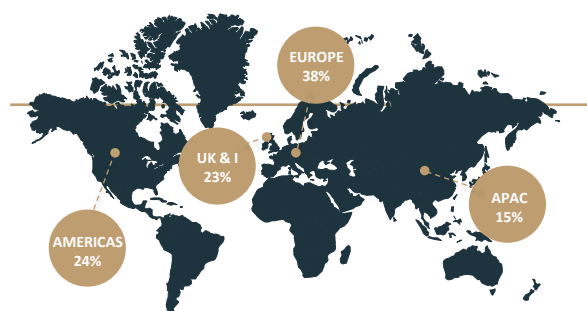 EUROPE
38%
UK & I
23%
APAC
15%
AMERICAS
24%